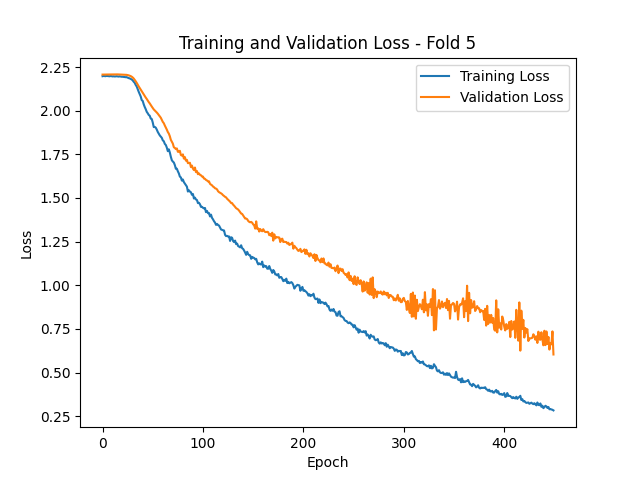 Training and Validation Loss - Fold 5
Training Loss
Validation Loss
Loss
2.25
2.00
1.75
1.50
1.25
1.00
0.75
0.50
0.25
0 100 200 300 400
Epoch